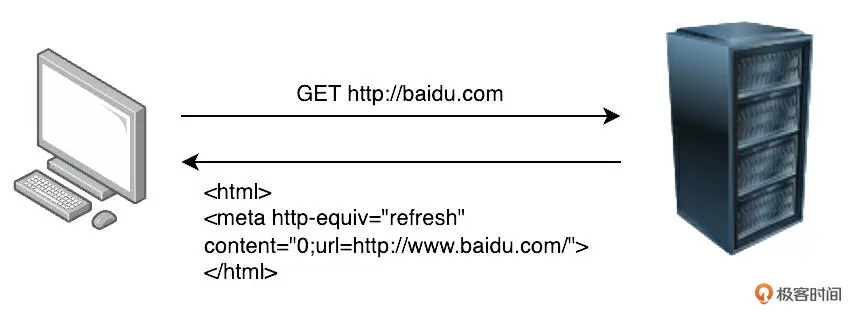 GET http://baidu.com
<html>
<meta http-equiv="refresh"
content="0;url=http://www.baidu.com/">
</html>
极客时间